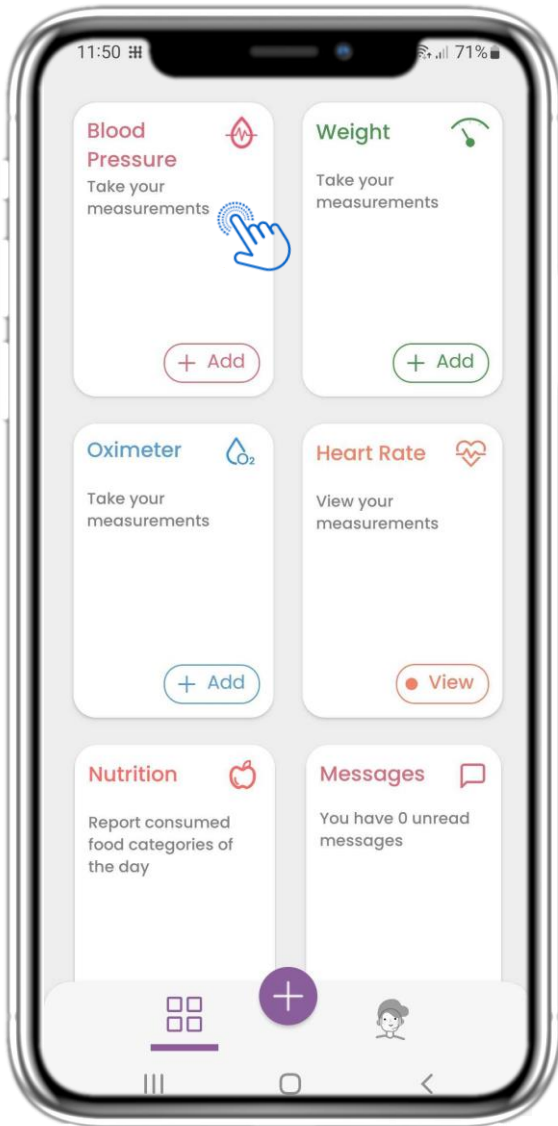 11:50 71%
Blood
Pressure
Take your
measurements
+ Add
Weight
Take your
measurements
+ Add
Oximeter
O2
Take your
measurements
+ Add
Heart Rate
View your
measurements
View
Nutrition
Report consumed
food categories of
the day
Messages
You have 0 unread
messages